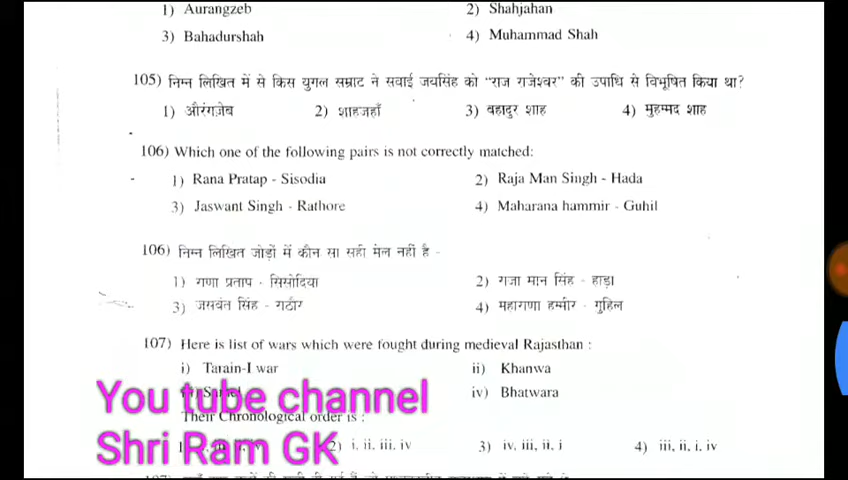 1) Aurangzeb 2) Shahjahan
3) Bahadurshah 4) Muhammad Shah
105) निम्न लिखित में से किस युगल सम्राट ने सवाई जयसिंह को "राज राजेश्वर" की उपाधि से विभूषित किया था?
1) औरंगज़ेब 2) शाहजहाँ 3) बहादुर शाह 4) मुहम्मद शाह
106) Which one of the following pairs is not correctly matched:
1) Rana Pratap - Sisodia 2) Raja Man Singh - Hada
3) Jaswant Singh - Rathore 4) Maharana hammir - Guhil
106) निम्न लिखित जोड़ों में कौन सा सही मेल नहीं है -
1) राणा प्रताप - सिसोदिया 2) राजा मान सिंह - हाड़ा
3) जसवंत सिंह - राठौर 4) महाराणा हम्मीर - गुहिल
107) Here is list of wars which were fought during medieval Rajasthan :
i) Tarain-I war ii) Khanwa
iv) Bhatwara
You tube channel
Their Chronological order is :
Shri Ram GK
2) i, ii, iii, iv 3) iv, iii, ii, i 4) iii, ii, i, iv